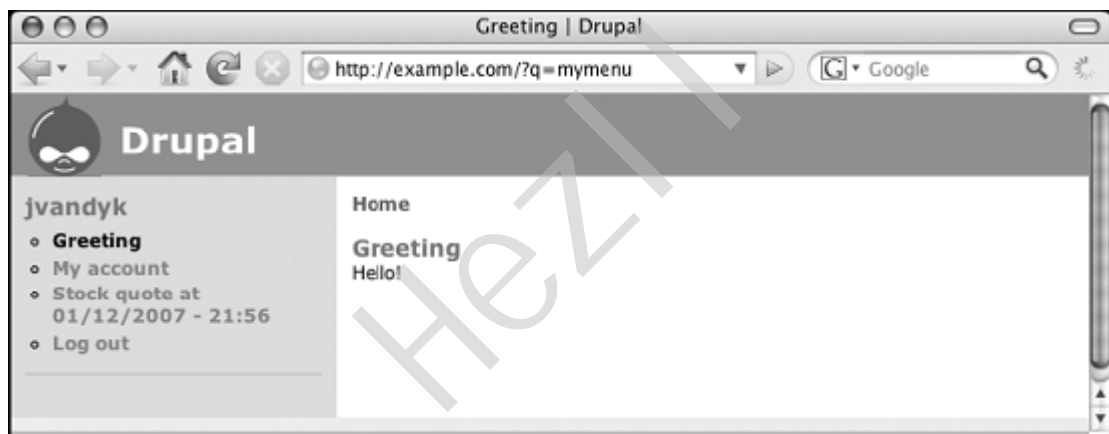 Greeting | Drupal
http://example.com/?q=mymenu
G Google
Drupal
jvandyk
Greeting
My account
Stock quote at
01/12/2007 - 21:56
Log out
Home
Greeting
Hello!